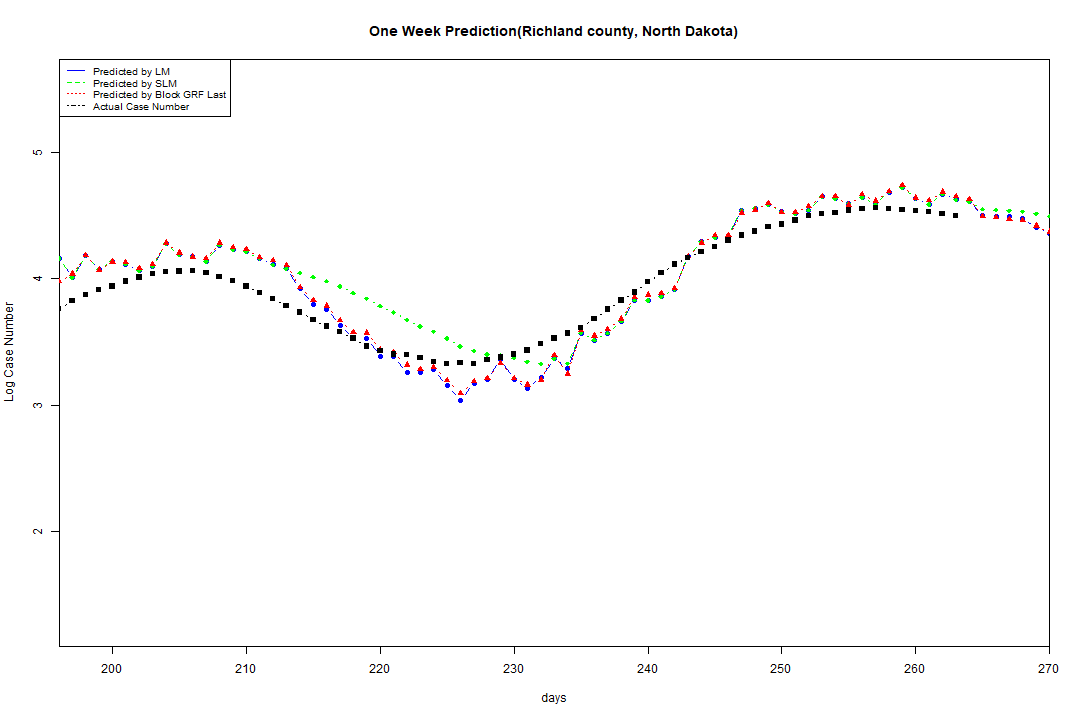 One Week Prediction(Richland county, North Dakota)
Predicted by LM
Predicted by SLM
Predicted by Block GRF Last
Actual Case Number
5
4
3
2
Log Case Number
200 210 220 230 240 250 260 270
days